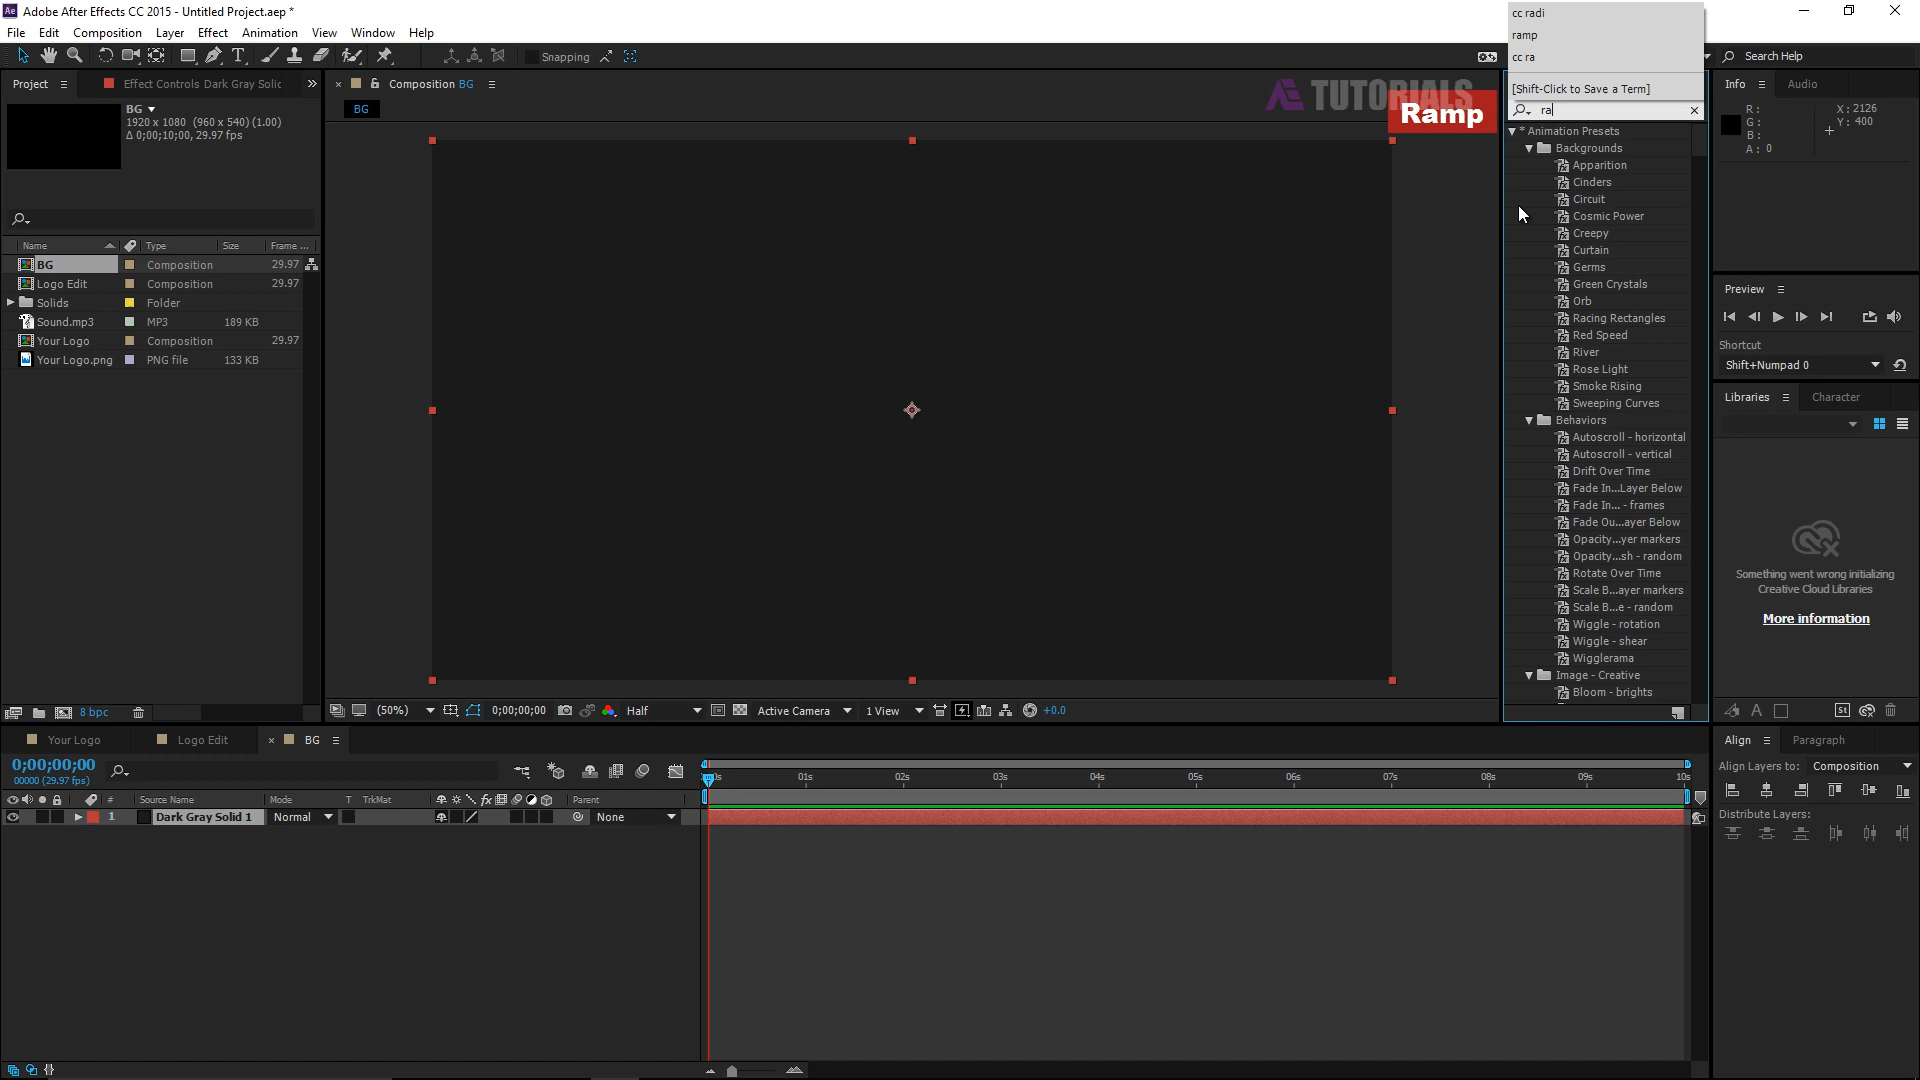 Adobe After Effects CC 2015 - Untitled Project.aep *
File Edit Composition Layer Effect Animation View Window Help
Snapping
Search Help
cc radi
ramp
cc ra
[Shift-Click to Save a Term]
ra
Project
Effect Controls Dark Gray Solid
Composition BG
BG
TUTORIALS
Ramp
BG
1920 x 1080 (960 x 540) (1.00)
Δ 0;00;10;00, 29.97 fps
Name Type Size Frame ...
BG Composition 29.97
Logo Edit Composition 29.97
Solids Folder
Sound.mp3 MP3 189 KB
Your Logo Composition 29.97
Your Logo.png PNG file 133 KB
8 bpc
(50%) 0;00;00;00 Half Active Camera 1 View +0.0
* Animation Presets
Backgrounds
Apparition
Cinders
Circuit
Cosmic Power
Creepy
Curtain
Germs
Green Crystals
Orb
Racing Rectangles
Red Speed
River
Rose Light
Smoke Rising
Sweeping Curves
Behaviors
Autoscroll - horizontal
Autoscroll - vertical
Drift Over Time
Fade In...Layer Below
Fade In... - frames
Fade Ou...ayer Below
Opacity...yer markers
Opacity...sh - random
Rotate Over Time
Scale B...ayer markers
Scale B...e - random
Wiggle - rotation
Wiggle - shear
Wigglerama
Image - Creative
Bloom - brights
Info Audio
R: X: 2126
G: Y: 400
B:
A: 0
Preview
Shortcut
Shift+Numpad 0
Libraries Character
Something went wrong initializing
Creative Cloud Libraries
More information
St
Your Logo Logo Edit BG
0;00;00;00
00000 (29.97 fps)
# Source Name Mode T TrkMat Parent
1 Dark Gray Solid 1 Normal None
01s 02s 03s 04s 05s 06s 07s 08s 09s 10s
Align Paragraph
Align Layers to: Composition
Distribute Layers: